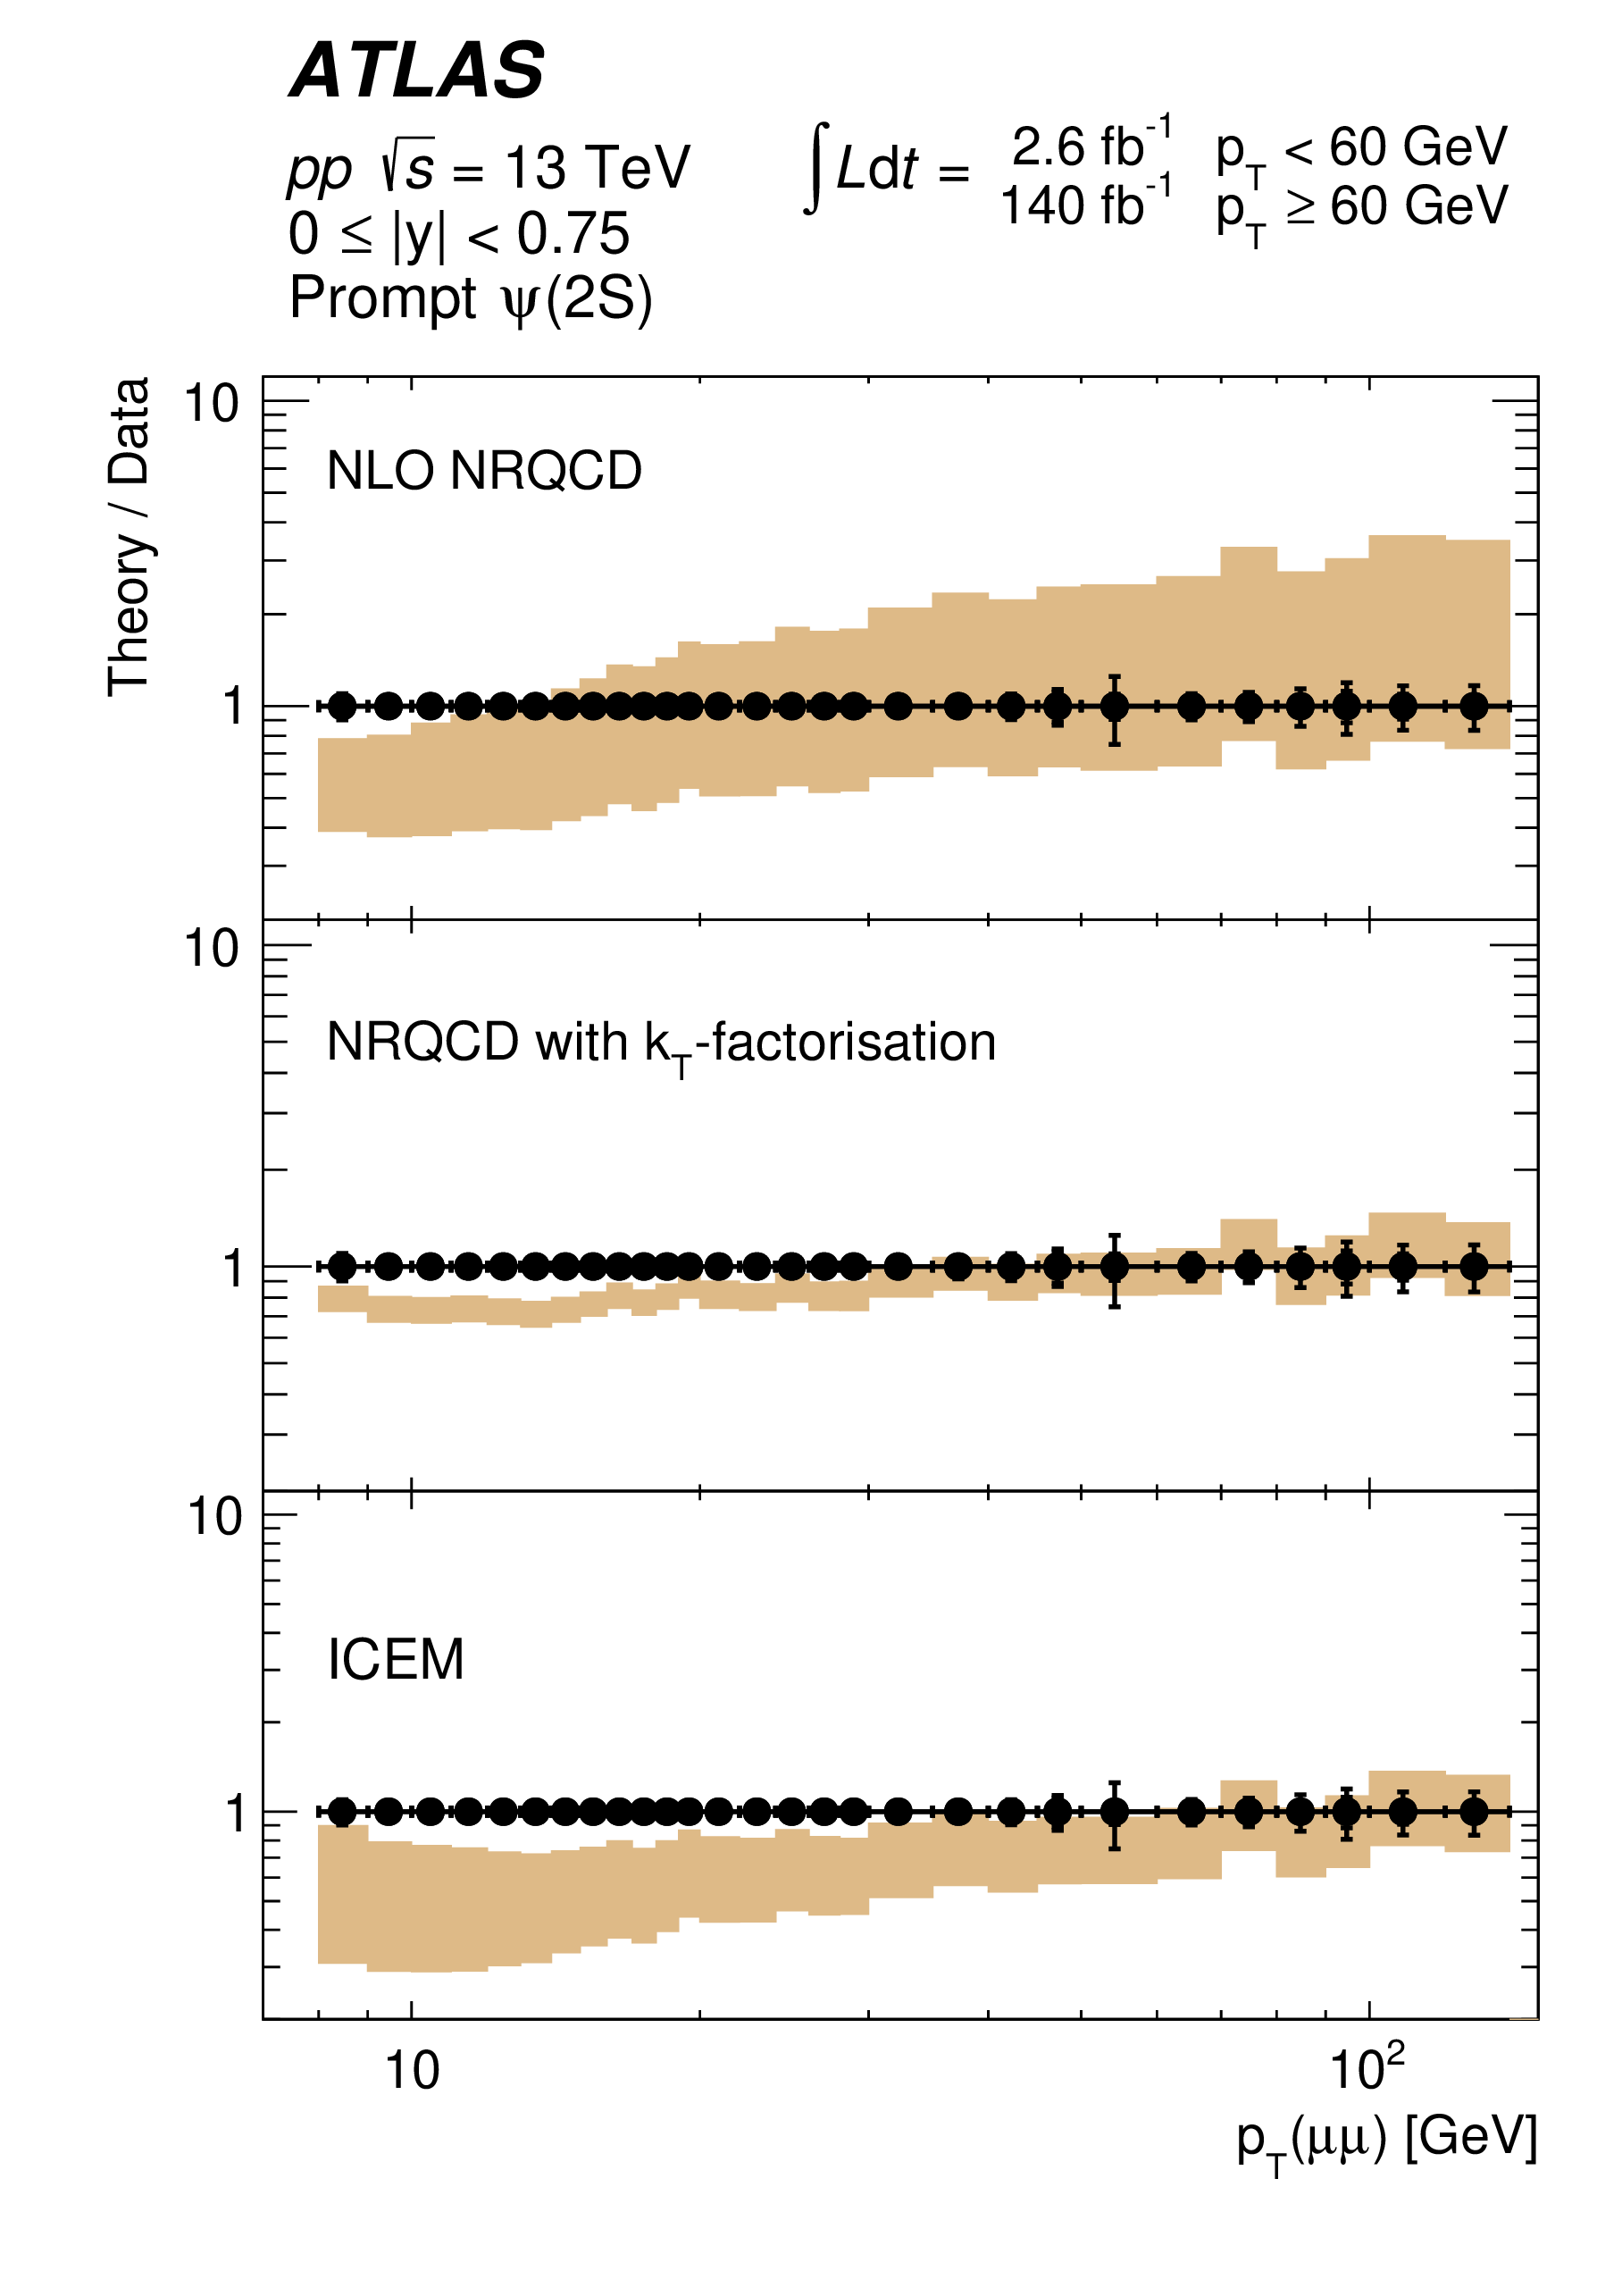 ATLAS
pp √s = 13 TeV
∫Ldt = 2.6 fb⁻¹ p_T < 60 GeV
140 fb⁻¹ p_T ≥ 60 GeV
0 ≤ |y| < 0.75
Prompt ψ(2S)
Theory / Data
10
NLO NRQCD
1
10
NRQCD with k_T-factorisation
1
10
ICEM
1
10 10²
p_T(μμ) [GeV]